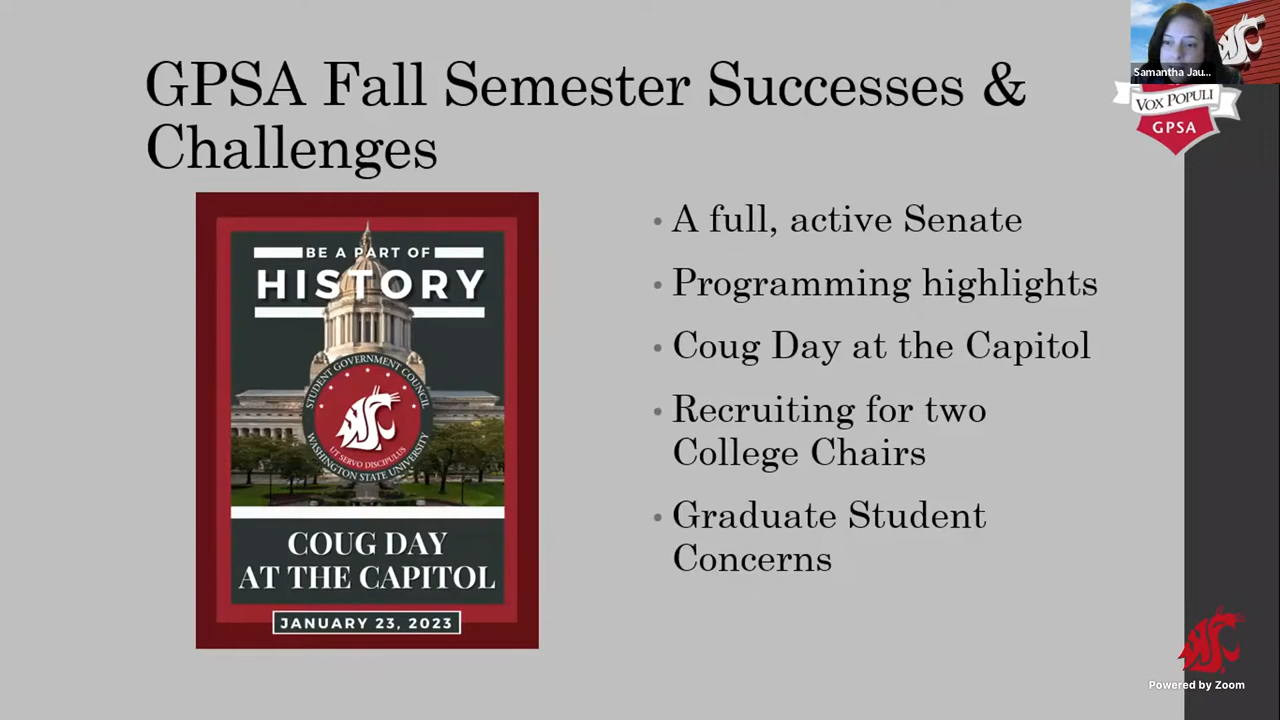 GPSA Fall Semester Successes &
Challenges
Samantha Jau...
VOX POPULI
GPSA
BE A PART OF
HISTORY
STUDENT GOVERNMENT COUNCIL
UT SERVO DISCIPULUS
WASHINGTON STATE UNIVERSITY
COUG DAY
AT THE CAPITOL
JANUARY 23, 2023
• A full, active Senate
• Programming highlights
• Coug Day at the Capitol
• Recruiting for two
College Chairs
• Graduate Student
Concerns
Powered by Zoom